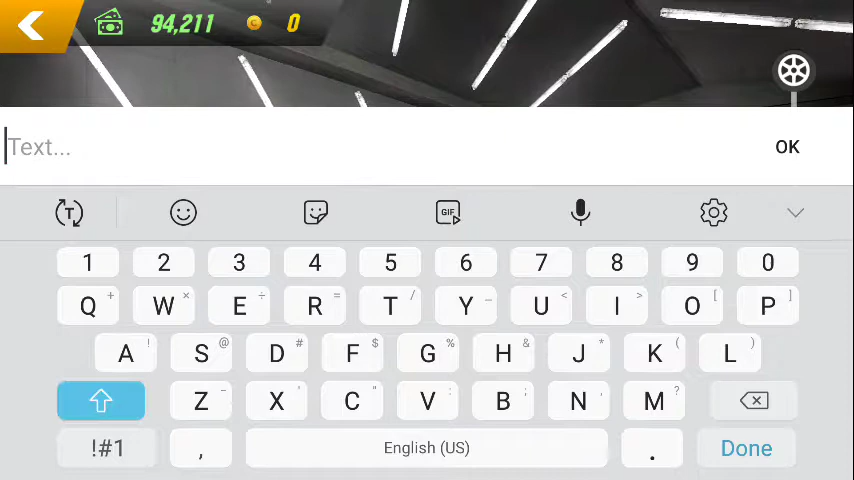 94,211 C 0
Text... OK
T GIF
1 2 3 4 5 6 7 8 9 0
Q + W × E ÷ R = T / Y _ U < I > O [ P ]
A ! S @ D # F $ G % H & J * K ( L )
Z - X ' C " V : B ; N , M ?
!#1 , English (US) . Done